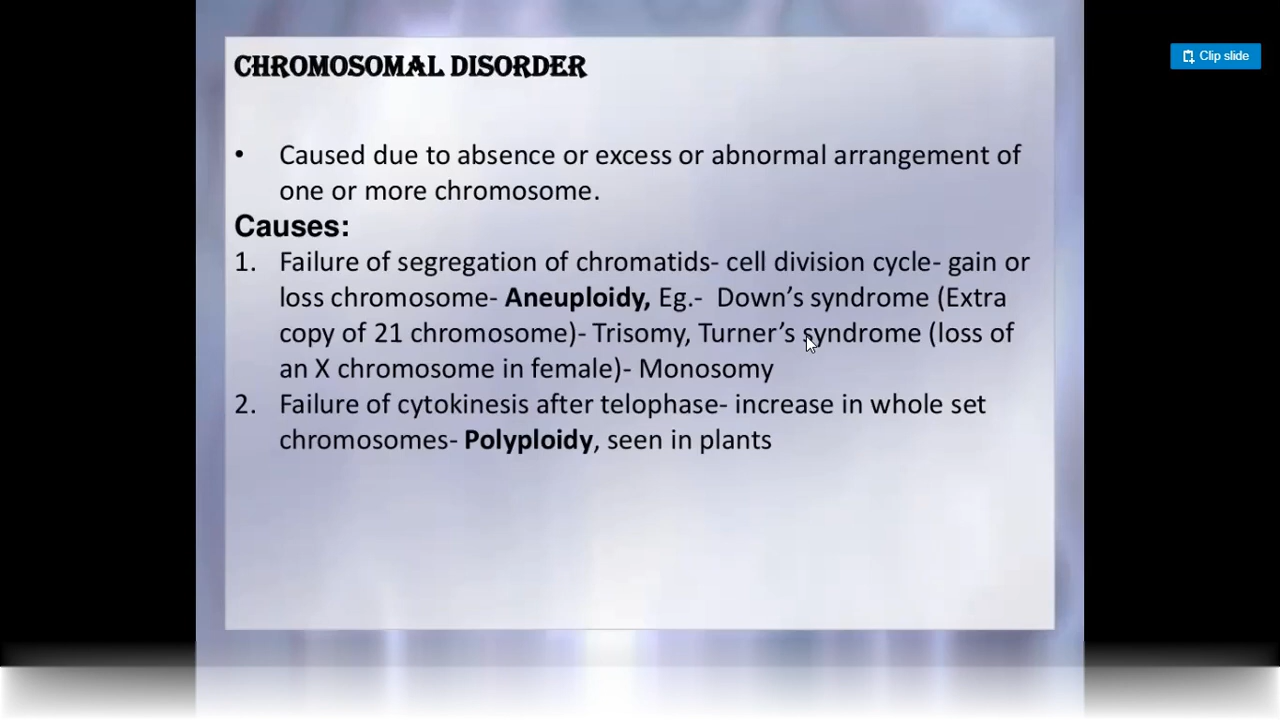 Clip slide
CHROMOSOMAL DISORDER
• Caused due to absence or excess or abnormal arrangement of
one or more chromosome.
Causes:
1. Failure of segregation of chromatids- cell division cycle- gain or
loss chromosome- Aneuploidy, Eg.- Down’s syndrome (Extra
copy of 21 chromosome)- Trisomy, Turner’s syndrome (loss of
an X chromosome in female)- Monosomy
2. Failure of cytokinesis after telophase- increase in whole set
chromosomes- Polyploidy, seen in plants